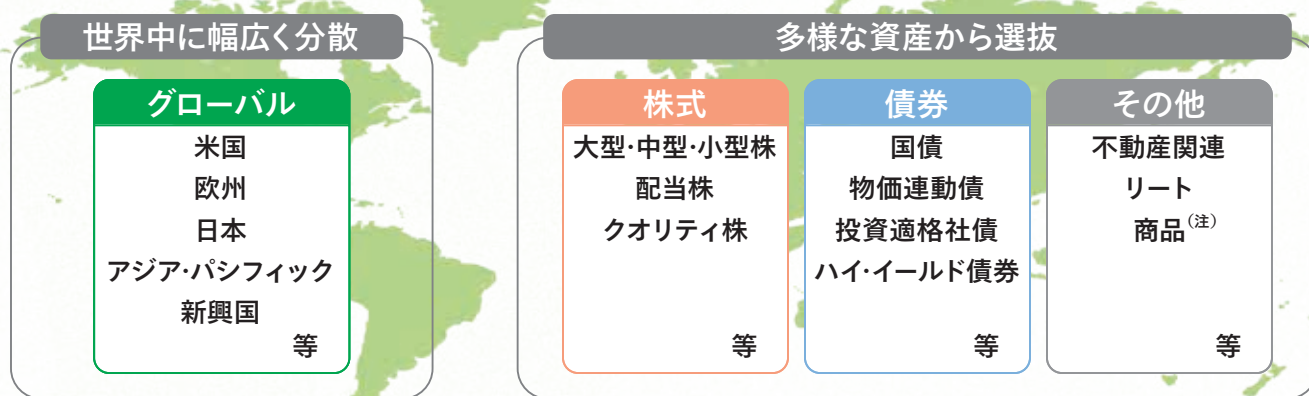 世界中に幅広く分散
グローバル
米国
欧州
日本
アジア・パシフィック
新興国
等
多様な資産から選抜
株式
大型・中型・小型株
配当株
クオリティ株
等
債券
国債
物価連動債
投資適格社債
ハイ・イールド債券
等
その他
不動産関連
リート
商品(注)
等